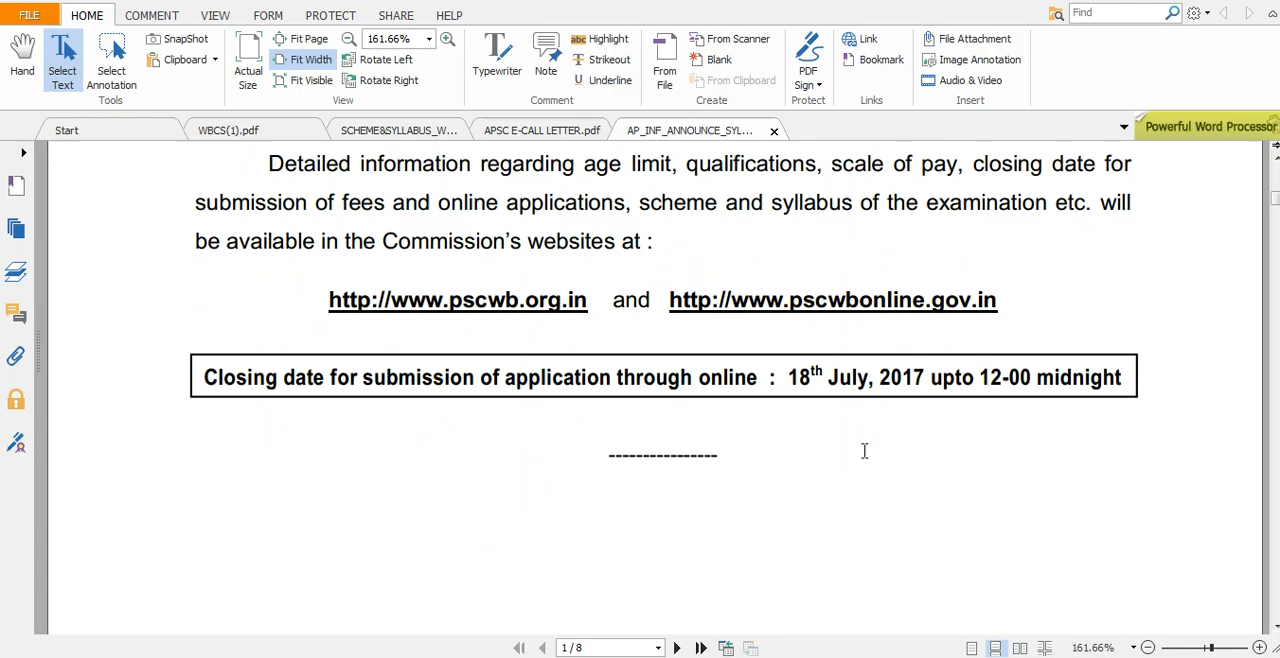 FILE HOME COMMENT VIEW FORM PROTECT SHARE HELP Find
Hand
Select Text
Select Annotation
SnapShot
Clipboard
Tools
Actual Size
Fit Page
Fit Width
Fit Visible
161.66%
Rotate Left
Rotate Right
View
Typewriter
Note
Highlight
Strikeout
Underline
Comment
From File
From Scanner
Blank
From Clipboard
Create
PDF Sign
Protect
Link
Bookmark
Links
File Attachment
Image Annotation
Audio & Video
Insert
Start WBCS(1).pdf SCHEME&SYLLABUS_W... APSC E-CALL LETTER.pdf AP_INF_ANNOUNCE_SYL... Powerful Word Processor
Detailed information regarding age limit, qualifications, scale of pay, closing date for
submission of fees and online applications, scheme and syllabus of the examination etc. will
be available in the Commission's websites at :
http://www.pscwb.org.in and http://www.pscwbonline.gov.in
Closing date for submission of application through online : 18th July, 2017 upto 12-00 midnight
----------------
1 / 8 161.66%